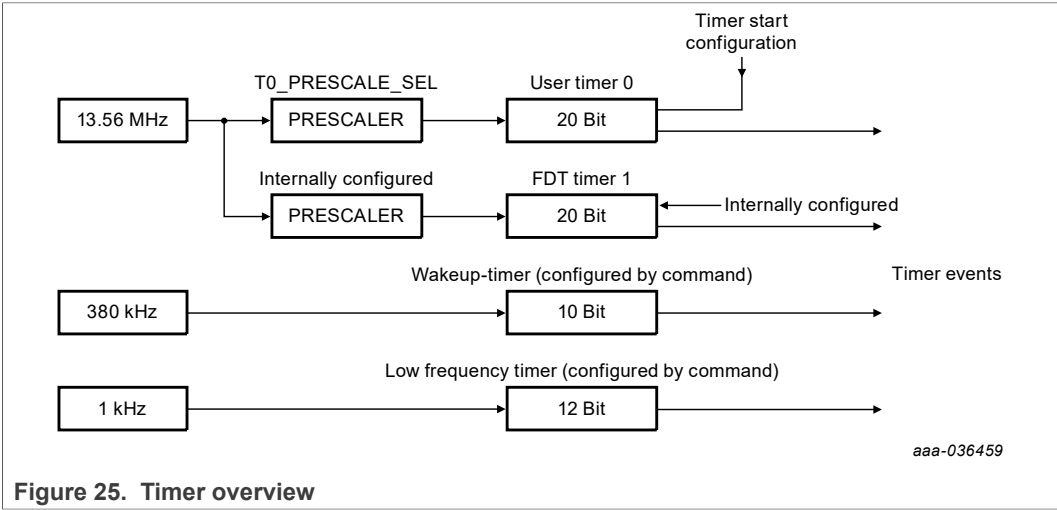 Timer start
configuration
T0_PRESCALE_SEL
User timer 0
13.56 MHz
PRESCALER
20 Bit
Internally configured
FDT timer 1
PRESCALER
20 Bit
Internally configured
Wakeup-timer (configured by command)
Timer events
380 kHz
10 Bit
Low frequency timer (configured by command)
1 kHz
12 Bit
aaa-036459
Figure 25. Timer overview